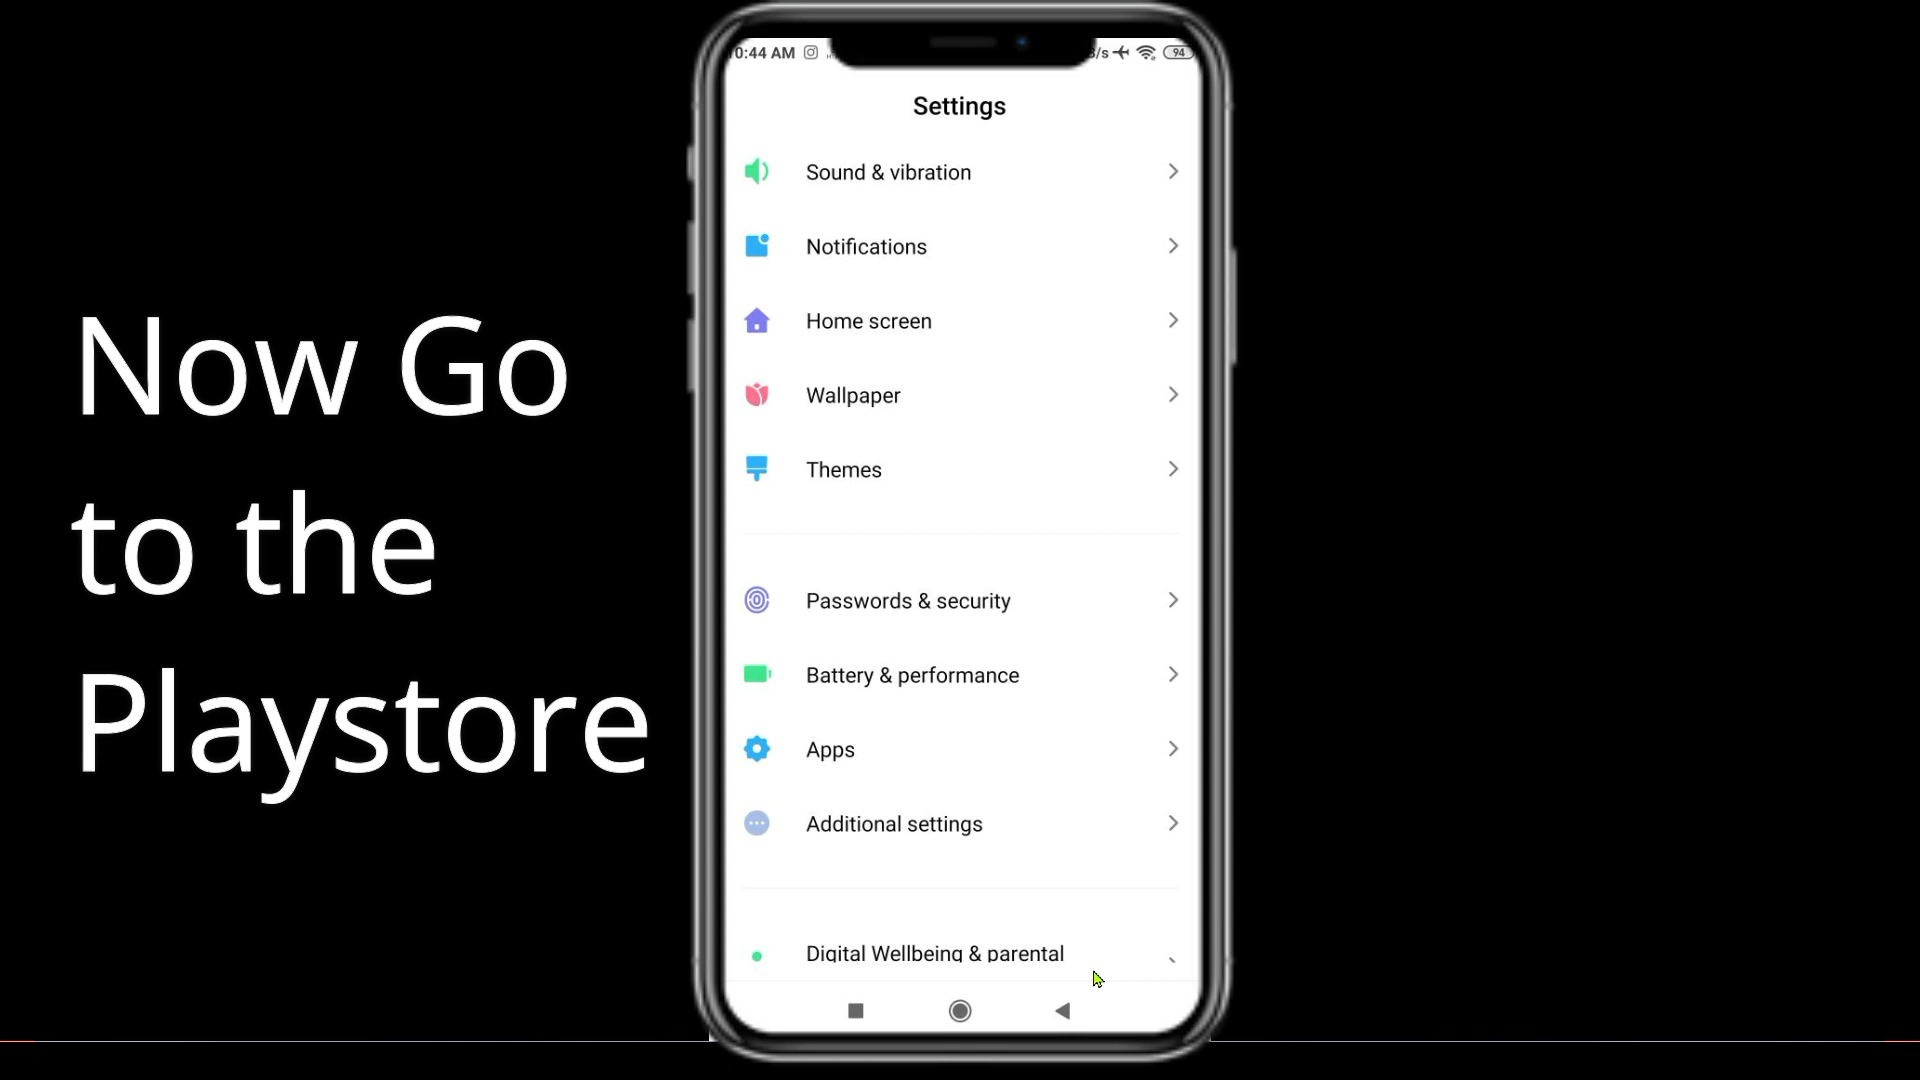 Now Go
to the
Playstore
0:44 AM
/s
94
Settings
Sound & vibration
Notifications
Home screen
Wallpaper
Themes
Passwords & security
Battery & performance
Apps
Additional settings
Digital Wellbeing & parental